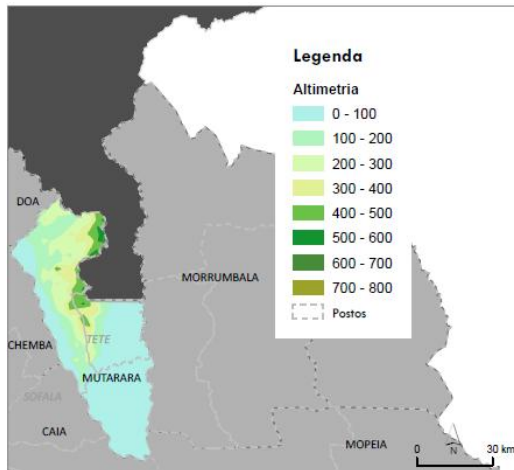 Legenda
Altimetria
0 - 100
100 - 200
200 - 300
300 - 400
400 - 500
500 - 600
600 - 700
700 - 800
Postos
DOA
MORRUMBALA
CHEMBA
TETE
MUTARARA
SOFALA
CAIA
MOPEIA
N
0 30 km